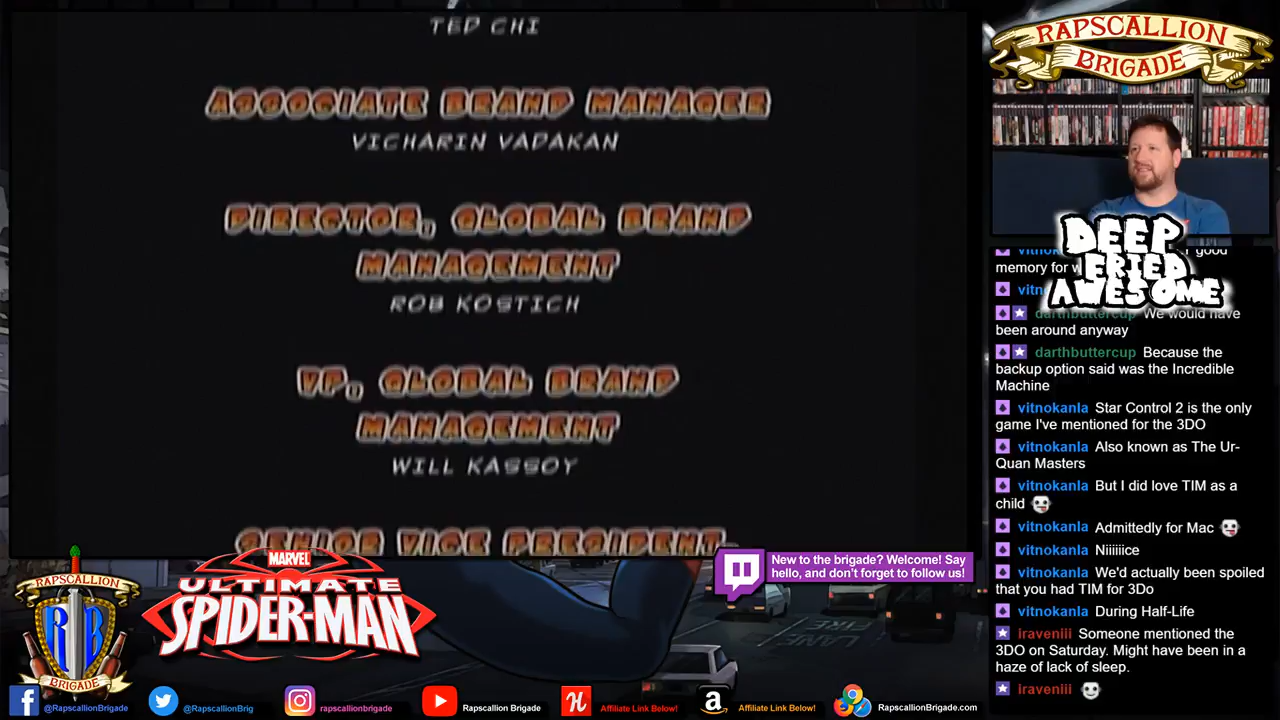 TED CHI
ASSOCIATE BRAND MANAGER
VICHARIN VADAKAN
DIRECTOR, GLOBAL BRAND
MANAGEMENT
ROB KOSTICH
VP, GLOBAL BRAND
MANAGEMENT
WILL KASSOY
SENIOR VICE PRESIDENT,
RAPSCALLION
BRIGADE
DEEP
FRIED
AWESOME
good
memory for
darthbuttercup We would have
been around anyway
darthbuttercup Because the
backup option said was the Incredible
Machine
vitnokanla Star Control 2 is the only
game I've mentioned for the 3DO
vitnokanla Also known as The Ur-
Quan Masters
vitnokanla But I did love TIM as a
child
vitnokanla Admittedly for Mac
vitnokanla Niiiiiice
vitnokanla We'd actually been spoiled
that you had TIM for 3Do
vitnokanla During Half-Life
iraveniii Someone mentioned the
3DO on Saturday. Might have been in a
haze of lack of sleep.
iraveniii
New to the brigade? Welcome! Say
hello, and don't forget to follow us!
FIRE
LANE
RAPSCALLION
RB
BRIGADE
MARVEL
ULTIMATE
SPIDER-MAN
@RapscallionBrigade
@RapscallionBrig
rapscallionbrigade
Rapscallion Brigade
Affiliate Link Below!
Affiliate Link Below!
RapscallionBrigade.com